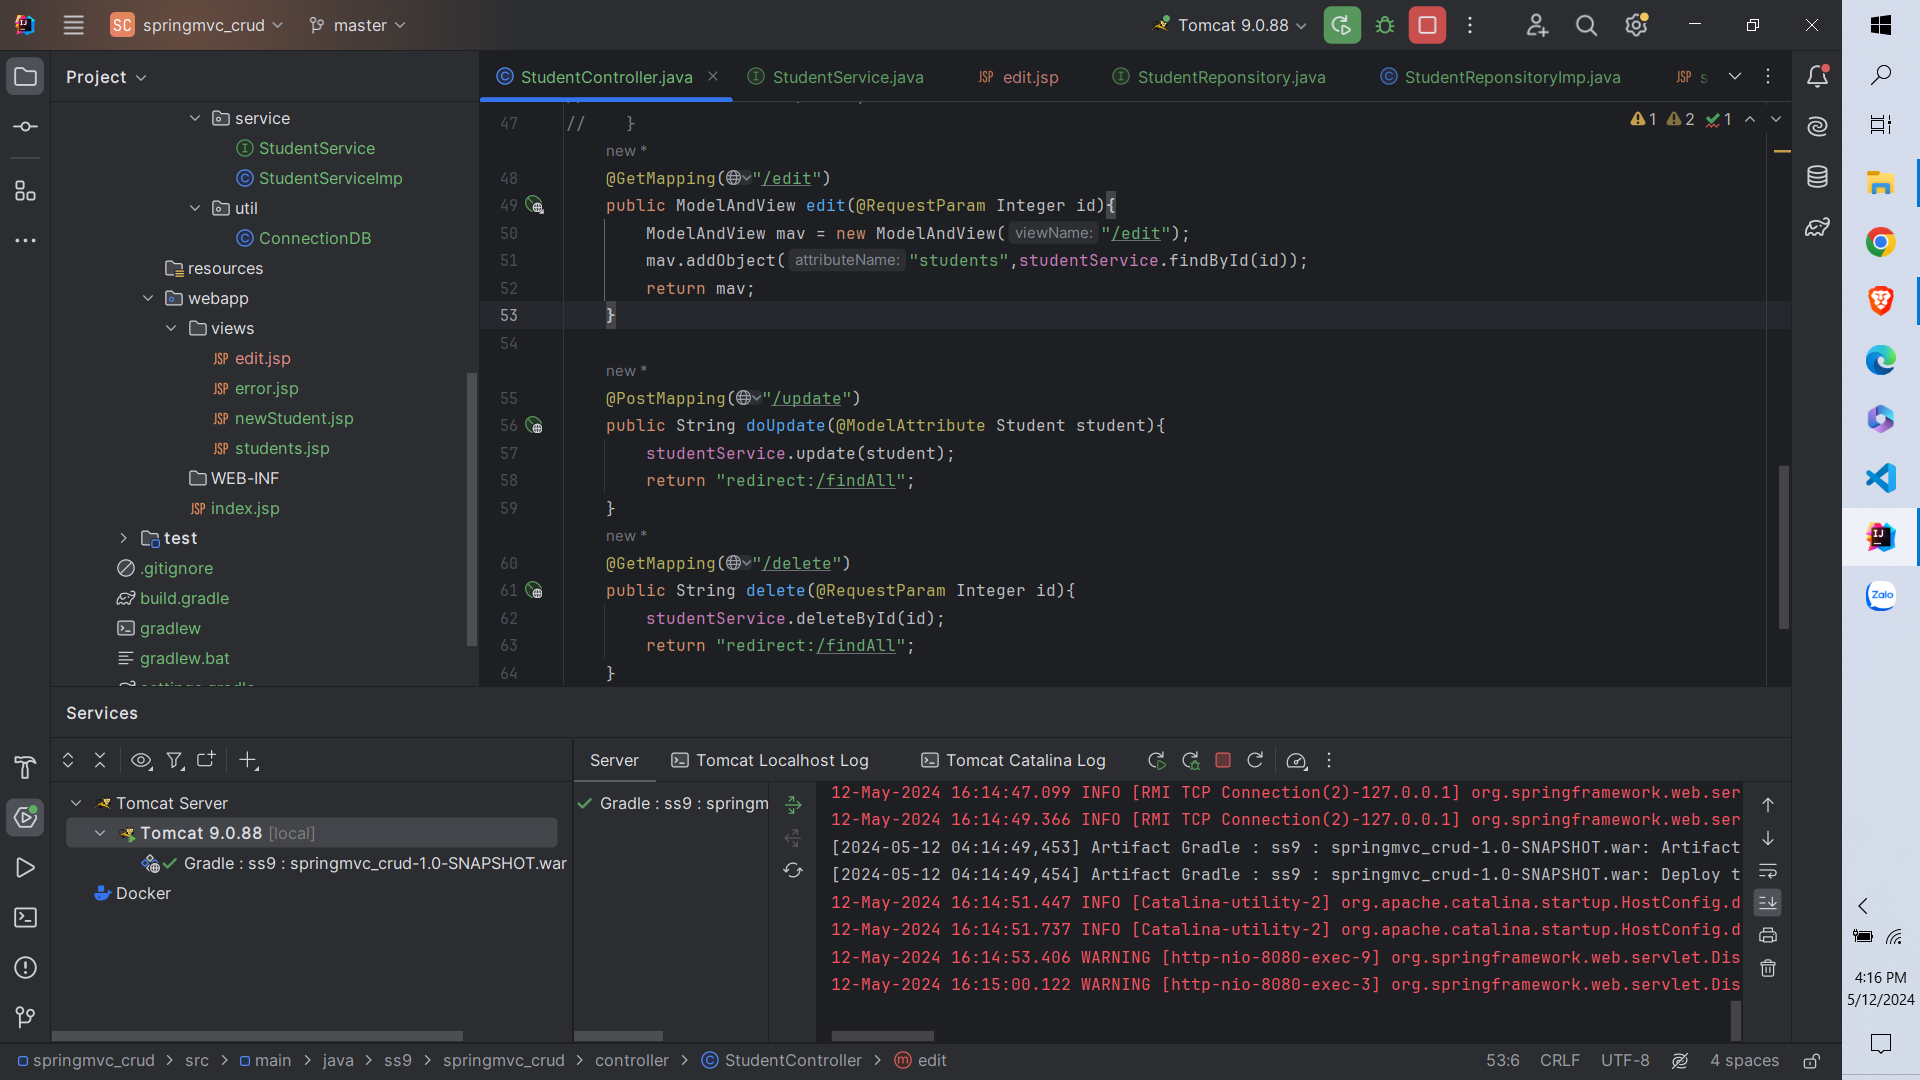 SC springmvc_crud master
Tomcat 9.0.88
Project
StudentController.java
StudentService.java
JSP edit.jsp
StudentReponsitory.java
StudentReponsitoryImp.java
JSP s
service
StudentService
StudentServiceImp
util
ConnectionDB
resources
webapp
views
JSP edit.jsp
JSP error.jsp
JSP newStudent.jsp
JSP students.jsp
WEB-INF
JSP index.jsp
test
.gitignore
build.gradle
gradlew
gradlew.bat
1 2 1
47 // }
new *
48 @GetMapping("/edit")
49 public ModelAndView edit(@RequestParam Integer id){
50 ModelAndView mav = new ModelAndView( viewName: "/edit");
51 mav.addObject( attributeName: "students",studentService.findById(id));
52 return mav;
53 }
54
new *
55 @PostMapping("/update")
56 public String doUpdate(@ModelAttribute Student student){
57 studentService.update(student);
58 return "redirect:/findAll";
59 }
new *
60 @GetMapping("/delete")
61 public String delete(@RequestParam Integer id){
62 studentService.deleteById(id);
63 return "redirect:/findAll";
64 }
Services
Server
Tomcat Localhost Log
Tomcat Catalina Log
Tomcat Server
Tomcat 9.0.88 [local]
Gradle : ss9 : springmvc_crud-1.0-SNAPSHOT.war
Docker
Gradle : ss9 : springm
12-May-2024 16:14:47.099 INFO [RMI TCP Connection(2)-127.0.0.1] org.springframework.web.ser
12-May-2024 16:14:49.366 INFO [RMI TCP Connection(2)-127.0.0.1] org.springframework.web.ser
[2024-05-12 04:14:49,453] Artifact Gradle : ss9 : springmvc_crud-1.0-SNAPSHOT.war: Artifact
[2024-05-12 04:14:49,454] Artifact Gradle : ss9 : springmvc_crud-1.0-SNAPSHOT.war: Deploy t
12-May-2024 16:14:51.447 INFO [Catalina-utility-2] org.apache.catalina.startup.HostConfig.d
12-May-2024 16:14:51.737 INFO [Catalina-utility-2] org.apache.catalina.startup.HostConfig.d
12-May-2024 16:14:53.406 WARNING [http-nio-8080-exec-9] org.springframework.web.servlet.Dis
12-May-2024 16:15:00.122 WARNING [http-nio-8080-exec-3] org.springframework.web.servlet.Dis
springmvc_crud > src > main > java > ss9 > springmvc_crud > controller > StudentController > edit
53:6 CRLF UTF-8 4 spaces
Zalo
4:16 PM
5/12/2024